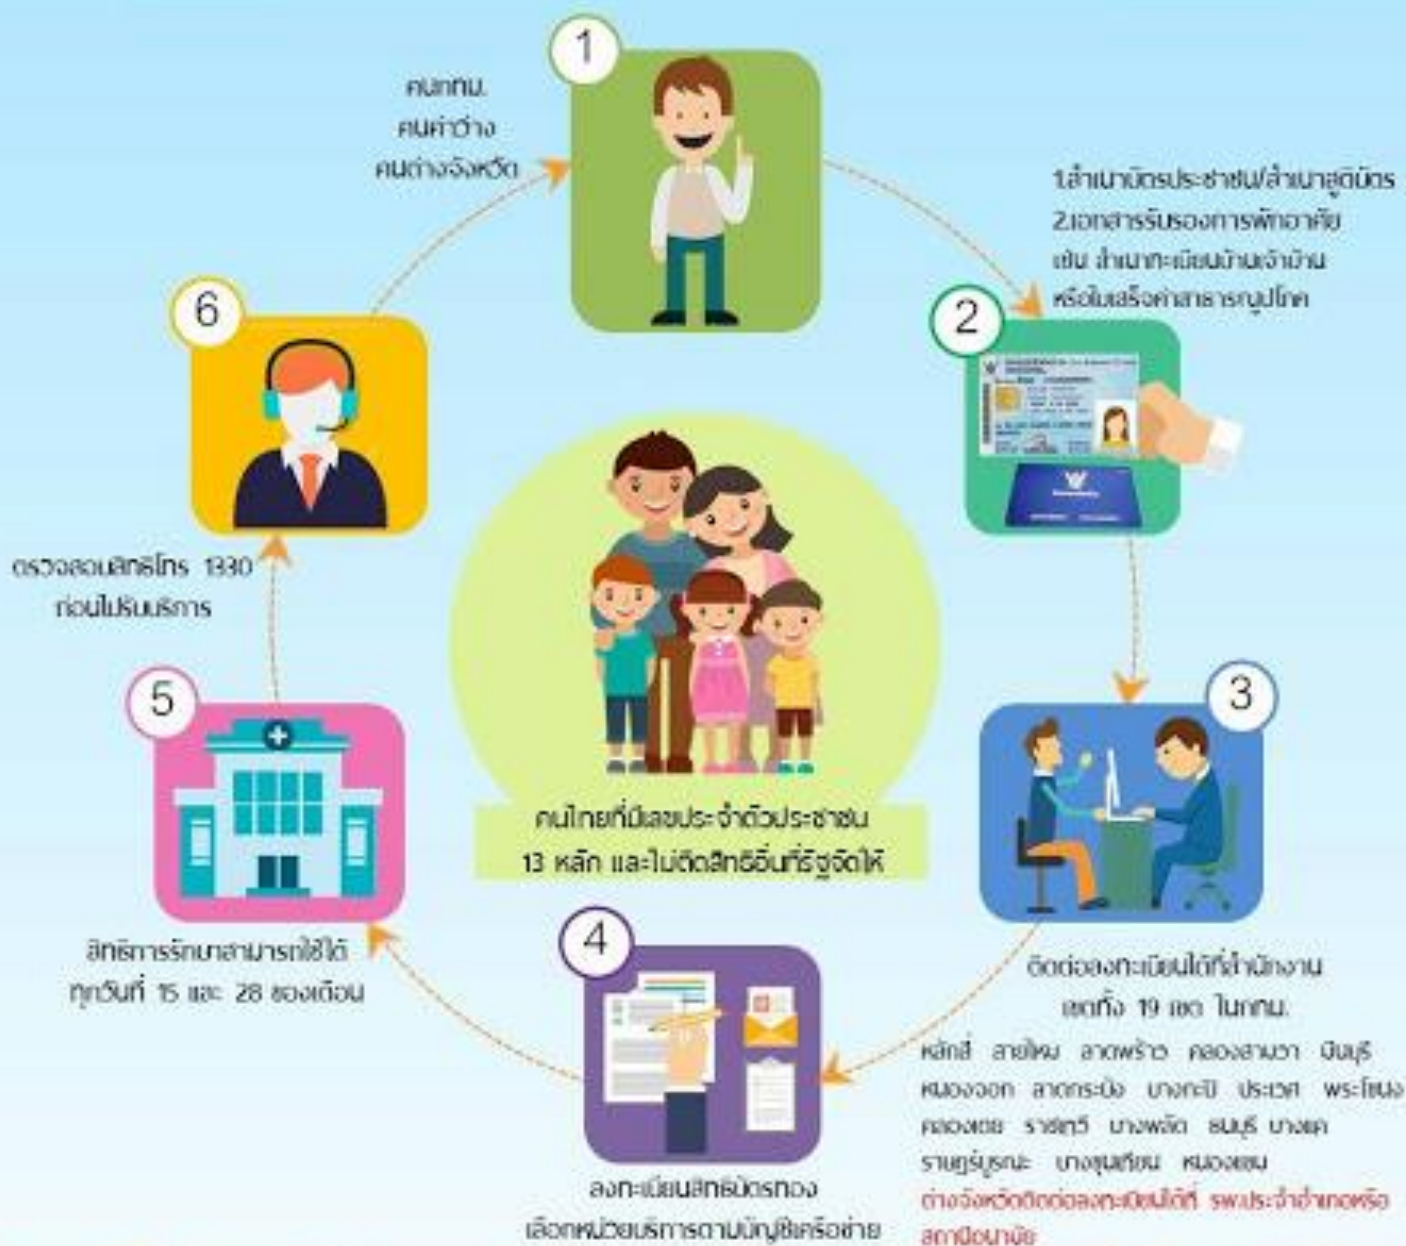 1
คนกทม.
คนค่าว่าง
คนต่างจังหวัด
1.สำเนาบัตรประชาชน/สำเนาสูติบัตร
2.เอกสารรับรองการพักอาศัย
เช่น สำเนาทะเบียนบ้านเจ้าบ้าน
หรือใบเสร็จค่าสาธารณูปโภค
2
3
ติดต่อลงทะเบียนได้ที่สำนักงาน
เขตทั้ง 19 เขต ในกทม.
หลักสี่ สายไหม ลาดพร้าว คลองสามวา มีนบุรี
หนองจอก ลาดกระบัง บางกะปิ ประเวศ พระโขนง
คลองเตย ราชเทวี บางพลัด ธนบุรี บางแค
ราษฎร์บูรณะ บางขุนเทียน หนองแขม
ต่างจังหวัดติดต่อลงทะเบียนได้ที่ รพ.ประจำอำเภอหรือ
สถานีอนามัย
4
ลงทะเบียนสิทธิบัตรทอง
เลือกหน่วยบริการตามบัญชีเครือข่าย
5
สิทธิการรักษาสามารถใช้ได้
ทุกวันที่ 15 และ 28 ของเดือน
6
ตรวจสอบสิทธิโทร 1330
ก่อนไปรับบริการ
คนไทยที่มีเลขประจำตัวประชาชน
13 หลัก และไม่ติดสิทธิอื่นที่รัฐจัดให้